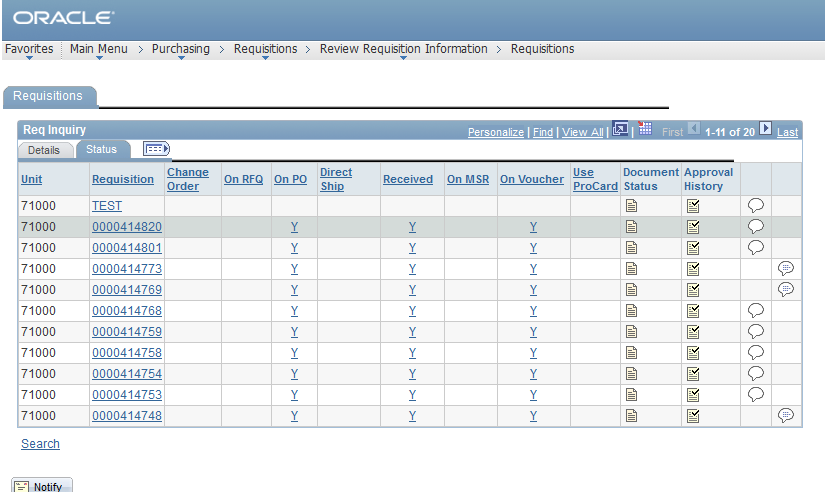 ORACLE
Favorites Main Menu > Purchasing > Requisitions > Review Requisition Information > Requisitions
Requisitions
Req Inquiry Personalize | Find | View All | | First 1-11 of 20 Last
Details Status
Unit Requisition Change Order On RFQ On PO Direct Ship Received On MSR On Voucher Use ProCard Document Status Approval History
71000 TEST
71000 0000414820 Y Y Y
71000 0000414801 Y Y Y
71000 0000414773 Y Y Y
71000 0000414769 Y Y Y
71000 0000414768 Y Y Y
71000 0000414759 Y Y Y
71000 0000414758 Y Y Y
71000 0000414754 Y Y Y
71000 0000414753 Y Y Y
71000 0000414748 Y Y Y
Search
Notify